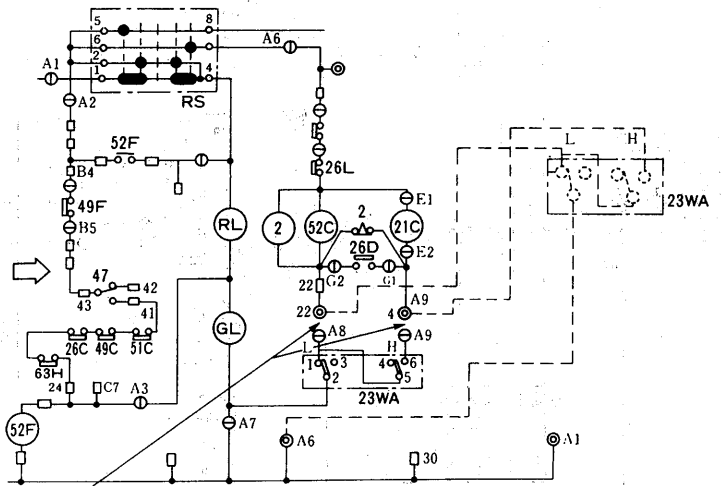 5 8
6 A6
A1 2
1 4
RS
A2
52F
B4
26L
49F
B5
C
RL
2
52C
2
21C
E1
26D
E2
G2 G1
L H
23WA
47
42
43
41
22
22
4 A9
GL
A8 A9
L H
1 3 4 6
2 5
23WA
26C 49C 51C
63H
24 C7 A3
52F
A7
A6
A1
30